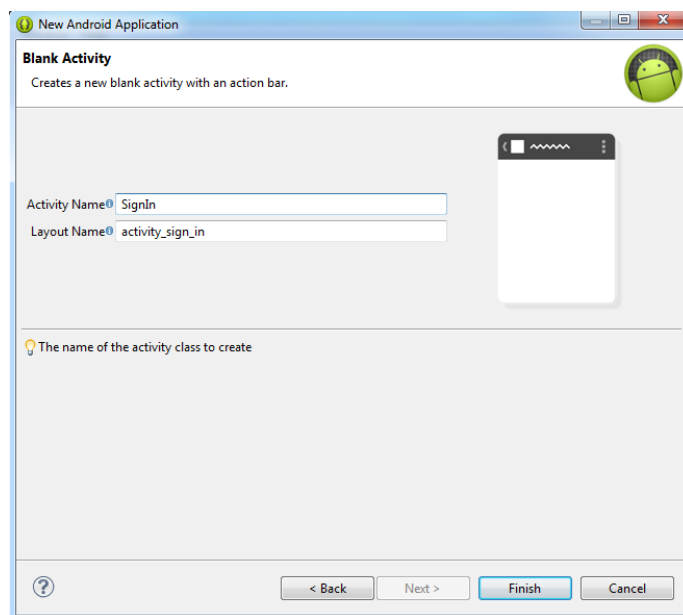 New Android Application
Blank Activity
Creates a new blank activity with an action bar.
Activity Name SignIn
Layout Name activity_sign_in
The name of the activity class to create
? < Back Next > Finish Cancel